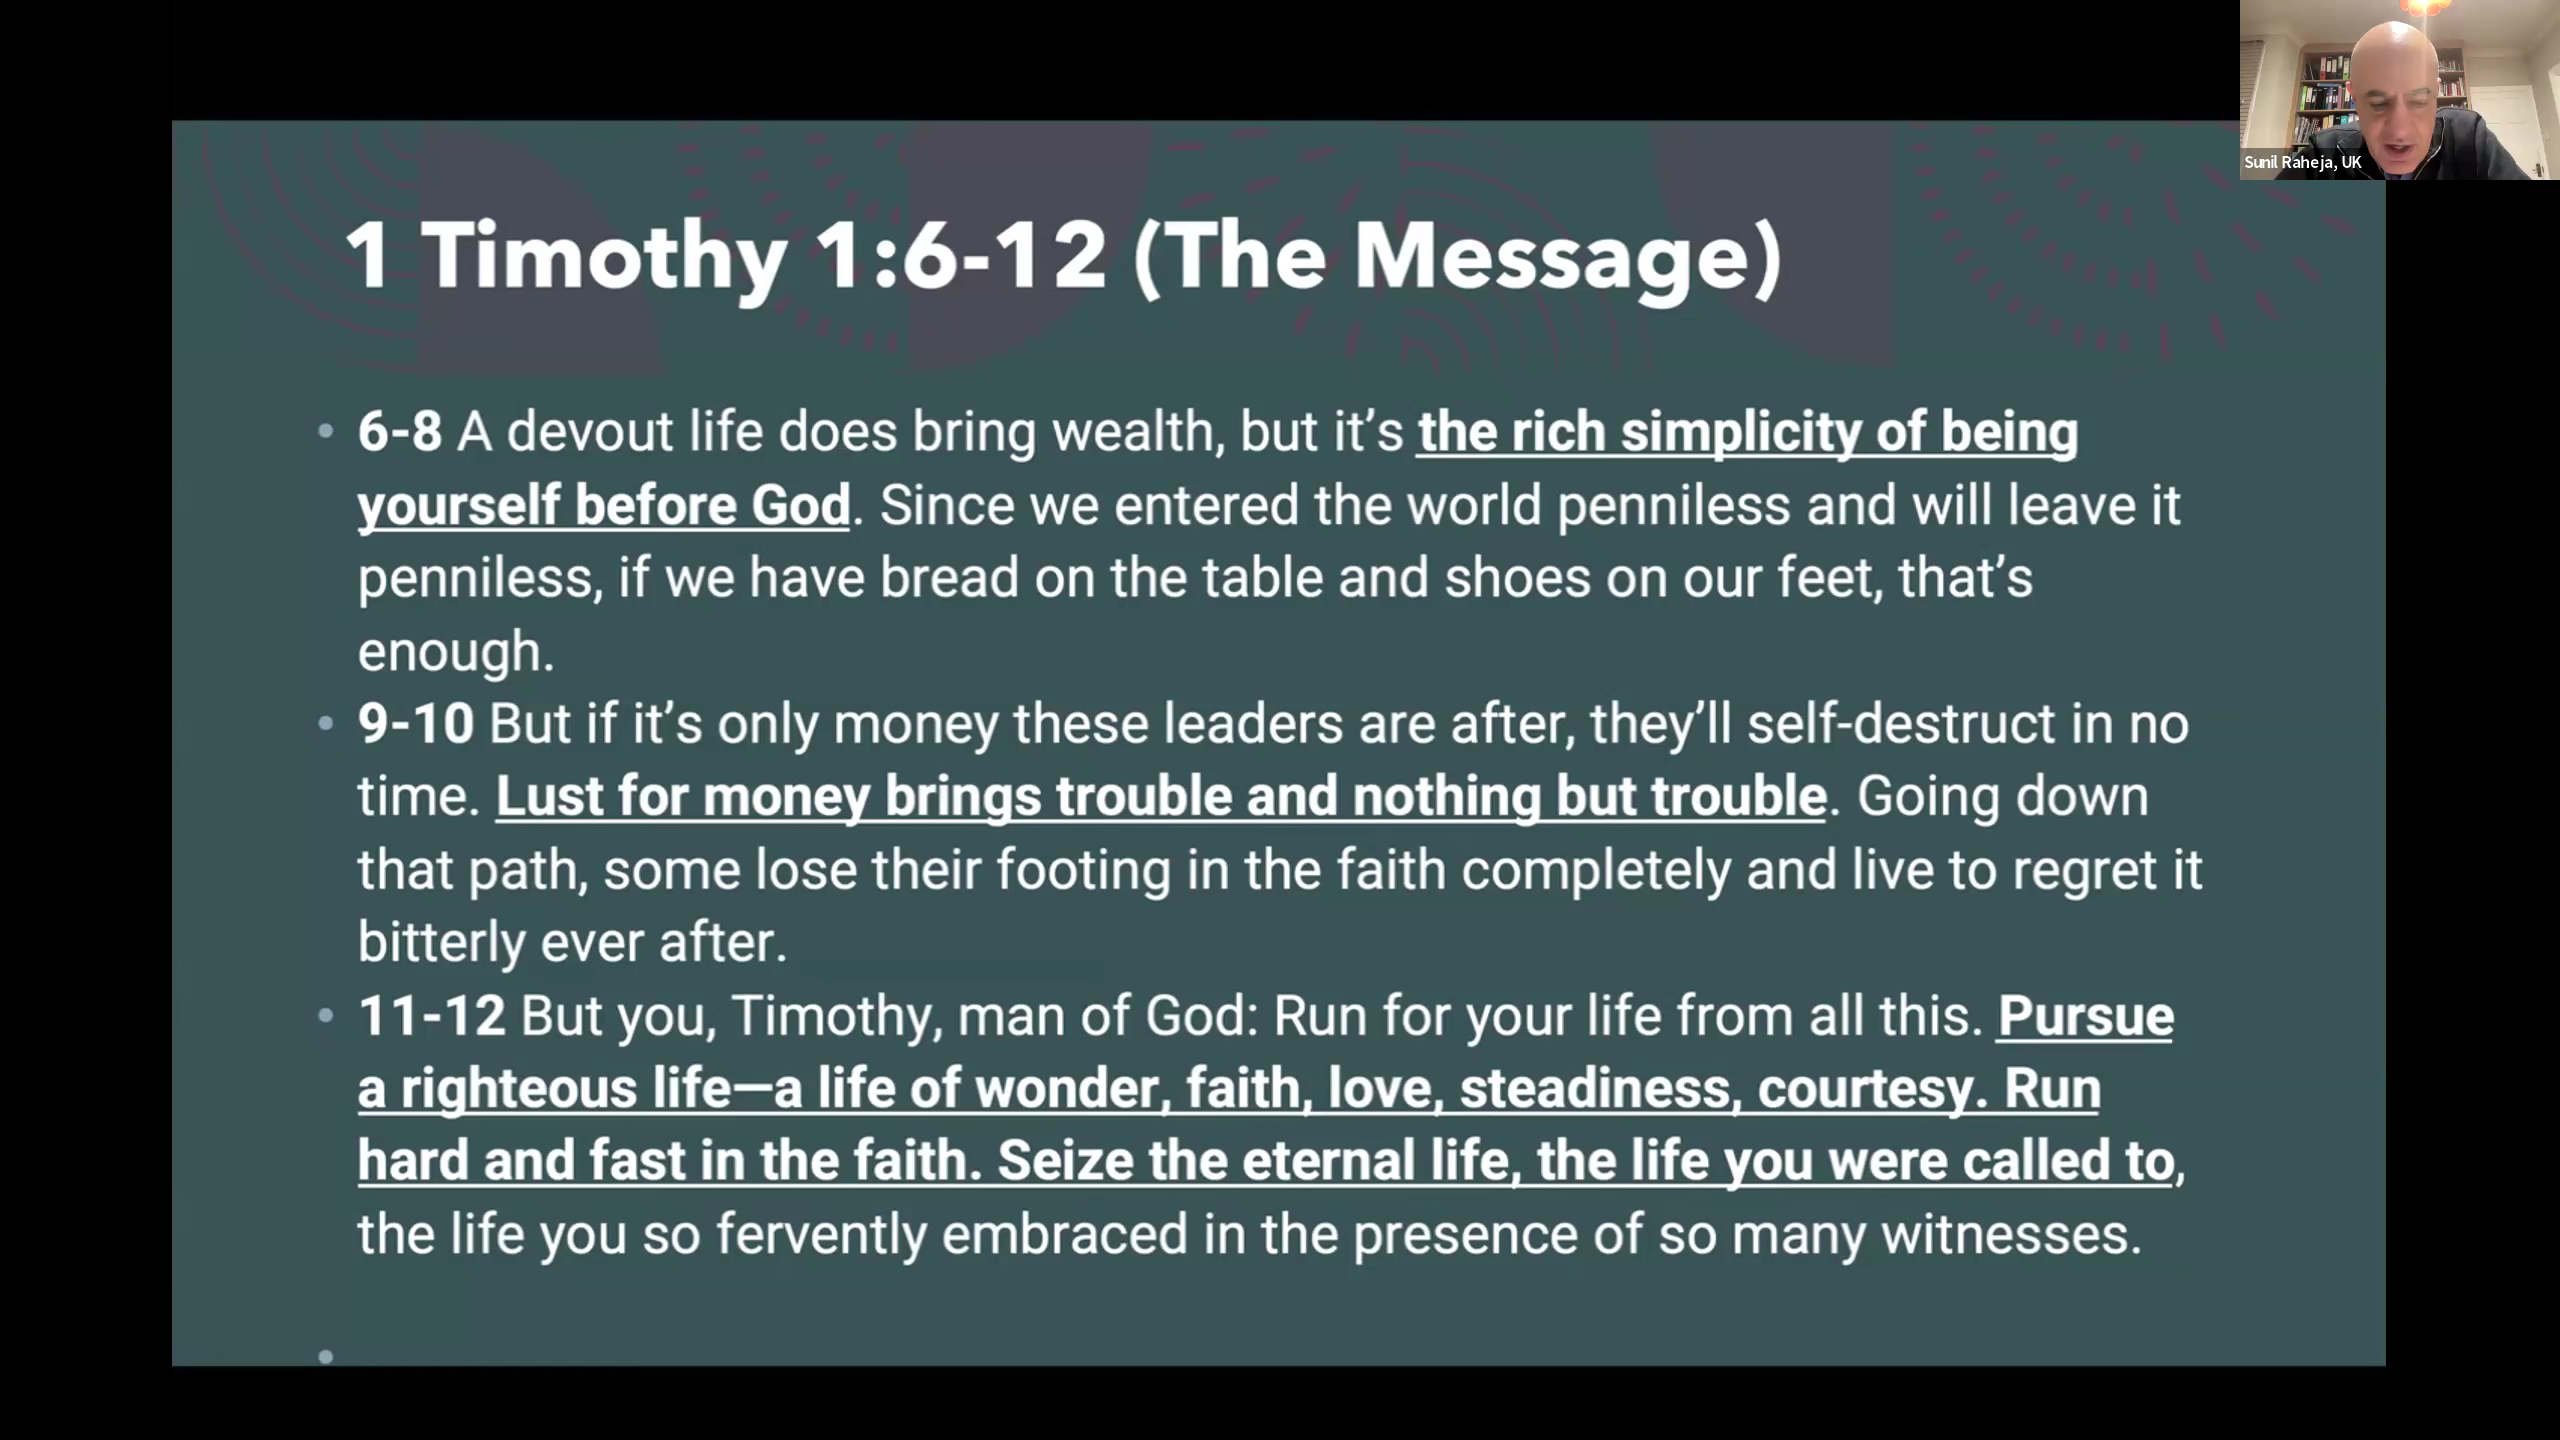 Sunil Raheja, UK
1 Timothy 1:6-12 (The Message)
• 6-8 A devout life does bring wealth, but it’s the rich simplicity of being
yourself before God. Since we entered the world penniless and will leave it
penniless, if we have bread on the table and shoes on our feet, that’s
enough.
• 9-10 But if it’s only money these leaders are after, they’ll self-destruct in no
time. Lust for money brings trouble and nothing but trouble. Going down
that path, some lose their footing in the faith completely and live to regret it
bitterly ever after.
• 11-12 But you, Timothy, man of God: Run for your life from all this. Pursue
a righteous life—a life of wonder, faith, love, steadiness, courtesy. Run
hard and fast in the faith. Seize the eternal life, the life you were called to,
the life you so fervently embraced in the presence of so many witnesses.
•